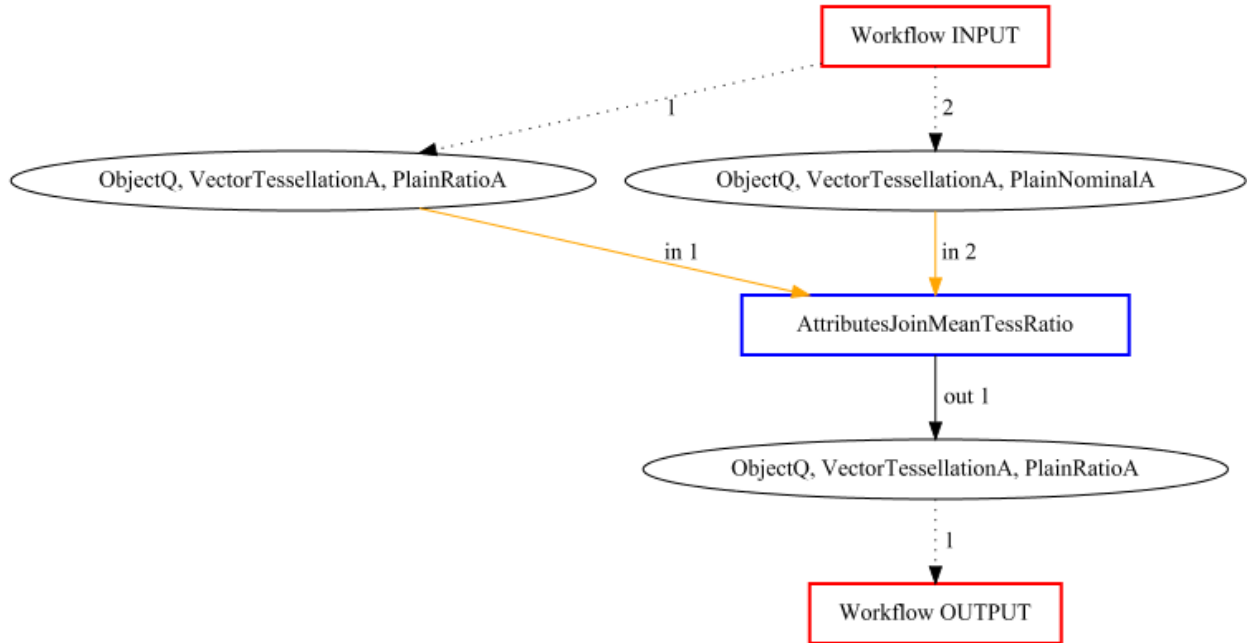 Workflow INPUT
1
2
ObjectQ, VectorTessellationA, PlainRatioA
ObjectQ, VectorTessellationA, PlainNominalA
in 1
in 2
AttributesJoinMeanTessRatio
out 1
ObjectQ, VectorTessellationA, PlainRatioA
1
Workflow OUTPUT